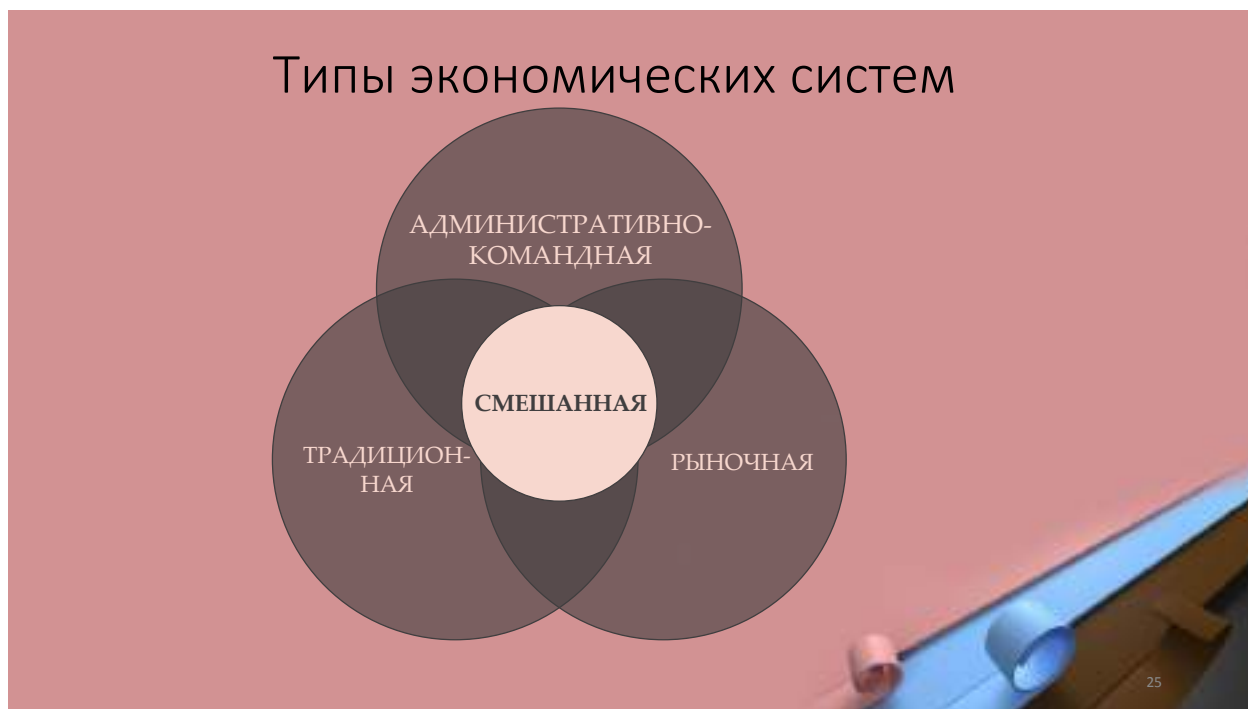 Типы экономических систем
АДМИНИСТРАТИВНО-
КОМАНДНАЯ
СМЕШАННАЯ
ТРАДИЦИОН-
НАЯ
РЫНОЧНАЯ
25